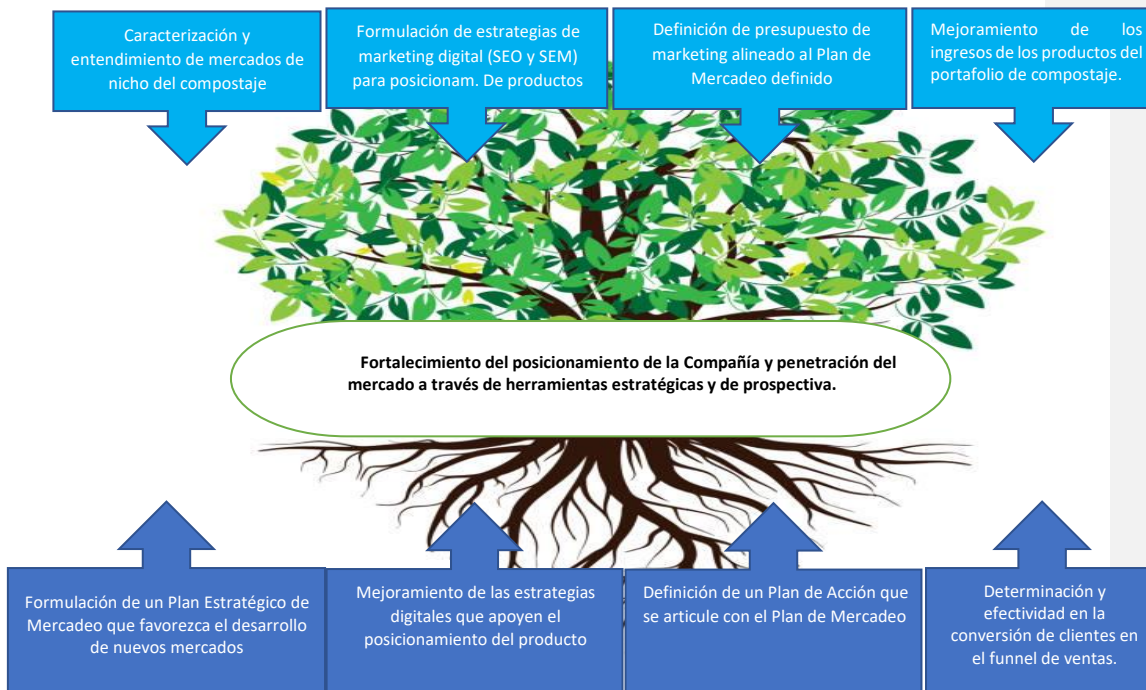 Caracterización y
entendimiento de mercados de
nicho del compostaje
Formulación de estrategias de
marketing digital (SEO y SEM)
para posicionam. De productos
Definición de presupuesto de
marketing alineado al Plan de
Mercadeo definido
Mejoramiento de los
ingresos de los productos del
portafolio de compostaje.
Fortalecimiento del posicionamiento de la Compañía y penetración del
mercado a través de herramientas estratégicas y de prospectiva.
Formulación de un Plan Estratégico de
Mercadeo que favorezca el desarrollo
de nuevos mercados
Mejoramiento de las estrategias
digitales que apoyen el
posicionamiento del producto
Definición de un Plan de Acción que
se articule con el Plan de Mercadeo
Determinación y
efectividad en la
conversión de clientes en
el funnel de ventas.